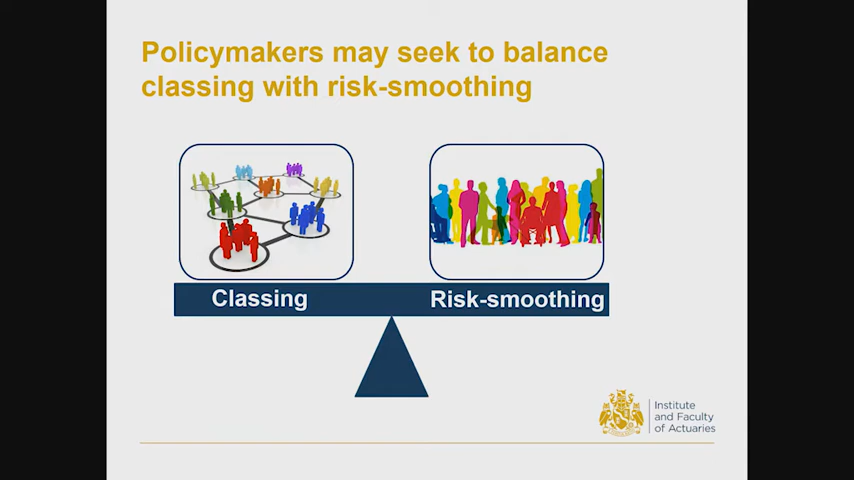 Policymakers may seek to balance
classing with risk-smoothing
Classing
Risk-smoothing
Institute
and Faculty
of Actuaries